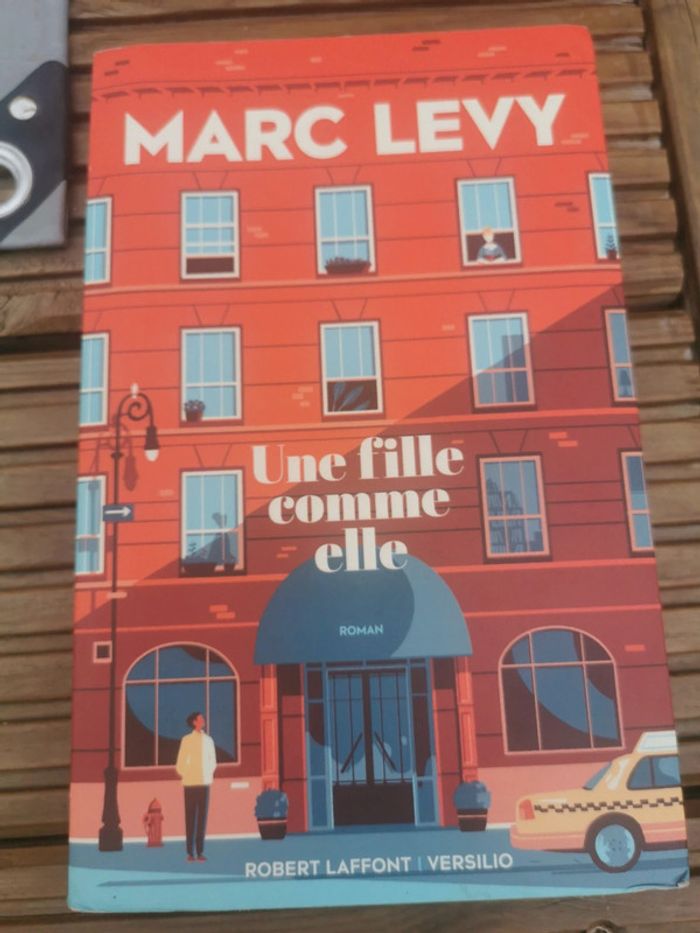 MARC LEVY
Une fille
comme
elle
ROMAN
ROBERT LAFFONT | VERSILIO